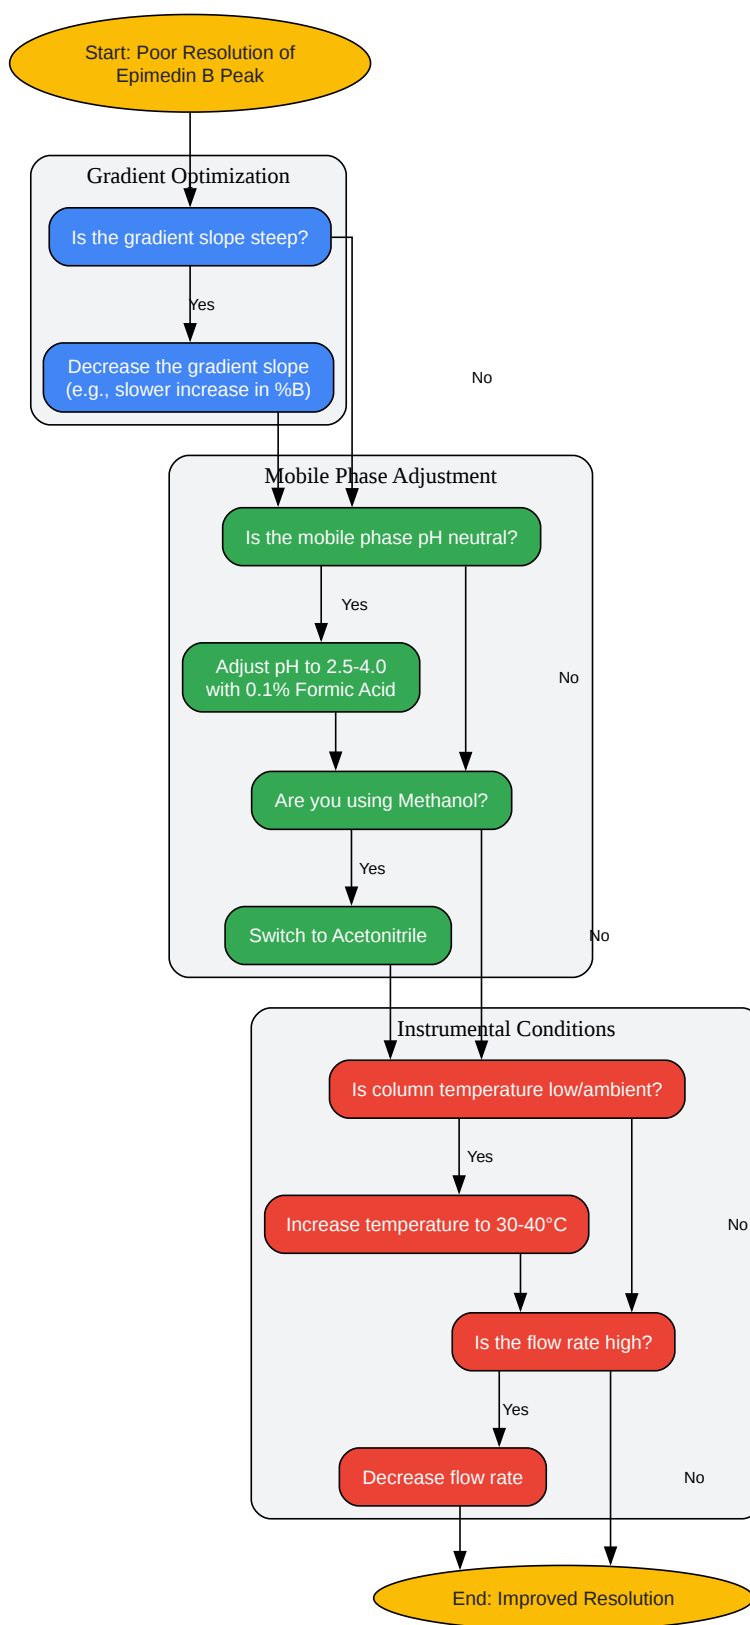 Start: Poor Resolution of
Epimedin B Peak
Gradient Optimization
Is the gradient slope steep?
Yes
Decrease the gradient slope
(e.g., slower increase in %B)
No
Mobile Phase Adjustment
Is the mobile phase pH neutral?
Yes
Adjust pH to 2.5-4.0
with 0.1% Formic Acid
No
Are you using Methanol?
Yes
Switch to Acetonitrile
No
Instrumental Conditions
Is column temperature low/ambient?
Yes
Increase temperature to 30-40°C
No
Is the flow rate high?
Yes
Decrease flow rate
No
End: Improved Resolution